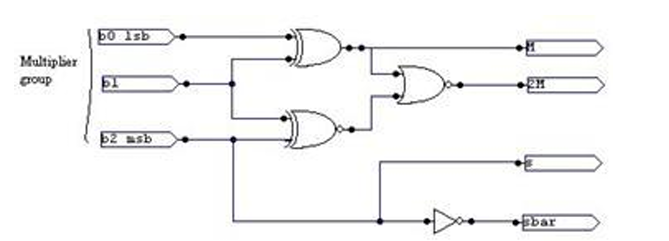 b0 lsb
M
Multiplier
group
b1
2M
b2 msb
s
sbar